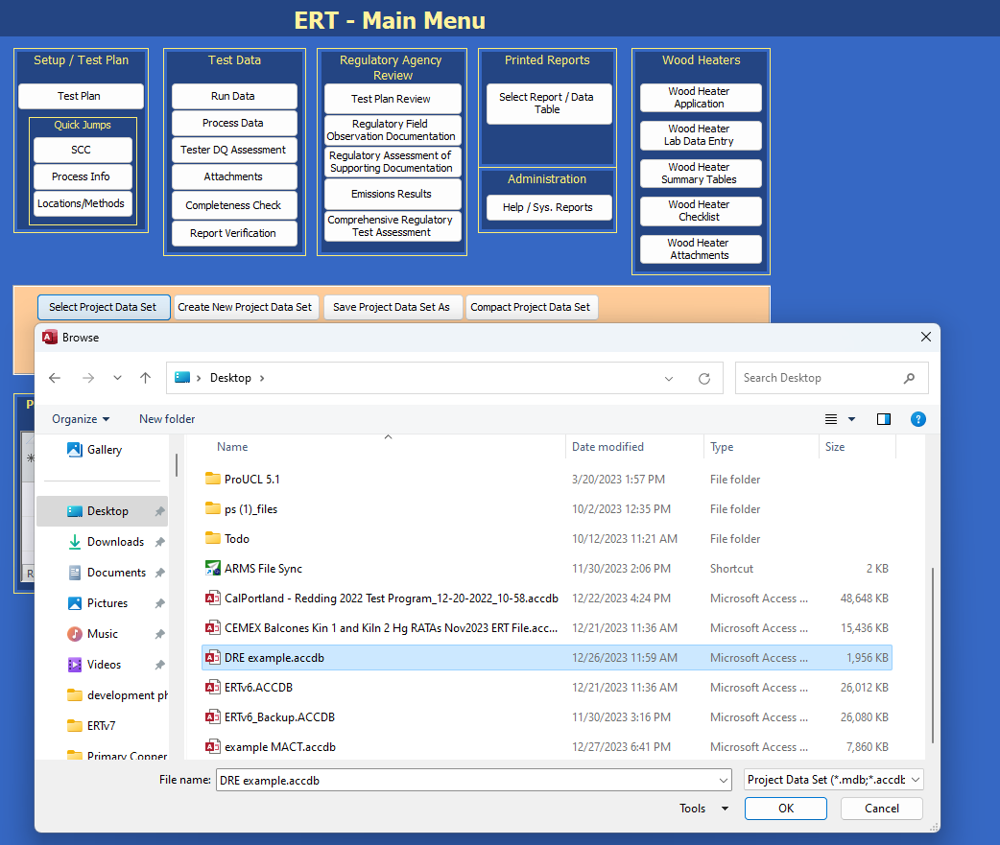 ERT - Main Menu
Setup / Test Plan
Test Plan
Quick Jumps
SCC
Process Info
Locations/Methods
Test Data
Run Data
Process Data
Tester DQ Assessment
Attachments
Completeness Check
Report Verification
Regulatory Agency
Review
Test Plan Review
Regulatory Field
Observation Documentation
Regulatory Assessment of
Supporting Documentation
Emissions Results
Comprehensive Regulatory
Test Assessment
Printed Reports
Select Report / Data
Table
Administration
Help / Sys. Reports
Wood Heaters
Wood Heater
Application
Wood Heater
Lab Data Entry
Wood Heater
Summary Tables
Wood Heater
Checklist
Wood Heater
Attachments
Select Project Data Set
Create New Project Data Set
Save Project Data Set As
Compact Project Data Set
P
*
R
Browse
Desktop
Search Desktop
Organize
New folder
Gallery
Desktop
Downloads
Documents
Pictures
Music
Videos
development ph
ERTv7
Primary Copper
Name Date modified Type Size
ProUCL 5.1 3/20/2023 1:57 PM File folder
ps (1)_files 10/2/2023 12:35 PM File folder
Todo 10/12/2023 11:21 AM File folder
ARMS File Sync 11/30/2023 2:06 PM Shortcut 2 KB
CalPortland - Redding 2022 Test Program_12-20-2022_10-58.accdb 12/22/2023 4:24 PM Microsoft Access ... 48,648 KB
CEMEX Balcones Kin 1 and Kiln 2 Hg RATAs Nov2023 ERT File.acc... 12/21/2023 11:36 AM Microsoft Access ... 15,436 KB
DRE example.accdb 12/26/2023 11:59 AM Microsoft Access ... 1,956 KB
ERTv6.ACCDB 12/21/2023 11:36 AM Microsoft Access ... 26,012 KB
ERTv6_Backup.ACCDB 11/30/2023 3:16 PM Microsoft Access ... 26,080 KB
example MACT.accdb 12/27/2023 6:41 PM Microsoft Access ... 7,860 KB
File name: DRE example.accdb
Project Data Set (*.mdb;*.accdb
Tools
OK
Cancel